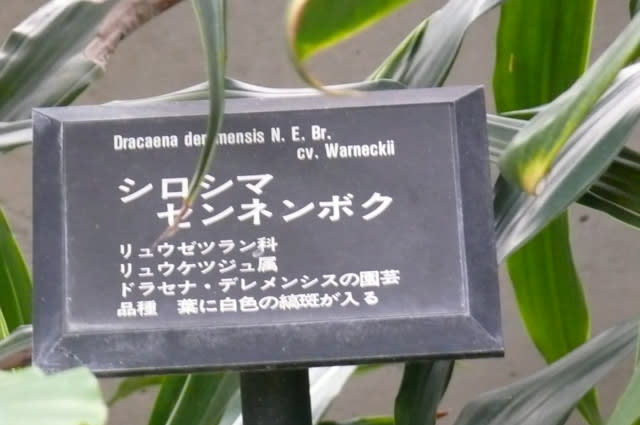 Dracaena deremensis N. E. Br.
cv. Warneckii
シロシマ
センネンボク
リュウゼツラン科
リュウケツジュ属
ドラセナ・デレメンシスの園芸
品種 葉に白色の縞斑が入る